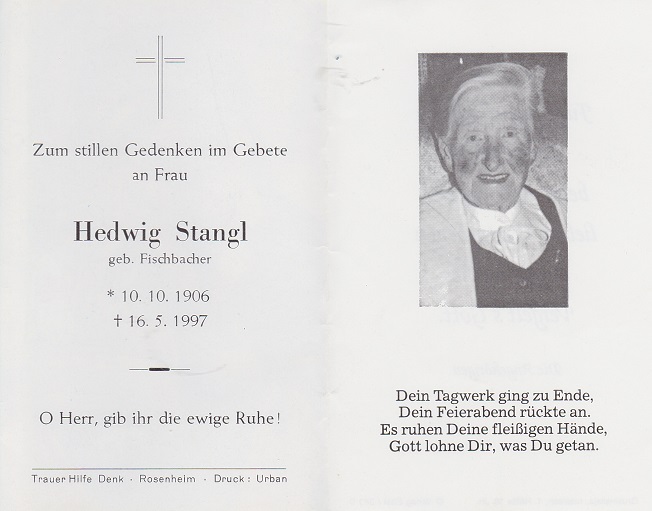 Zum stillen Gedenken im Gebete
an Frau
Hedwig Stangl
geb. Fischbacher
* 10. 10. 1906
† 16. 5. 1997
O Herr, gib ihr die ewige Ruhe!
TrauerHilfe Denk · Rosenheim · Druck: Urban
Dein Tagwerk ging zu Ende,
Dein Feierabend rückte an.
Es ruhen Deine fleißigen Hände,
Gott lohne Dir, was Du getan.